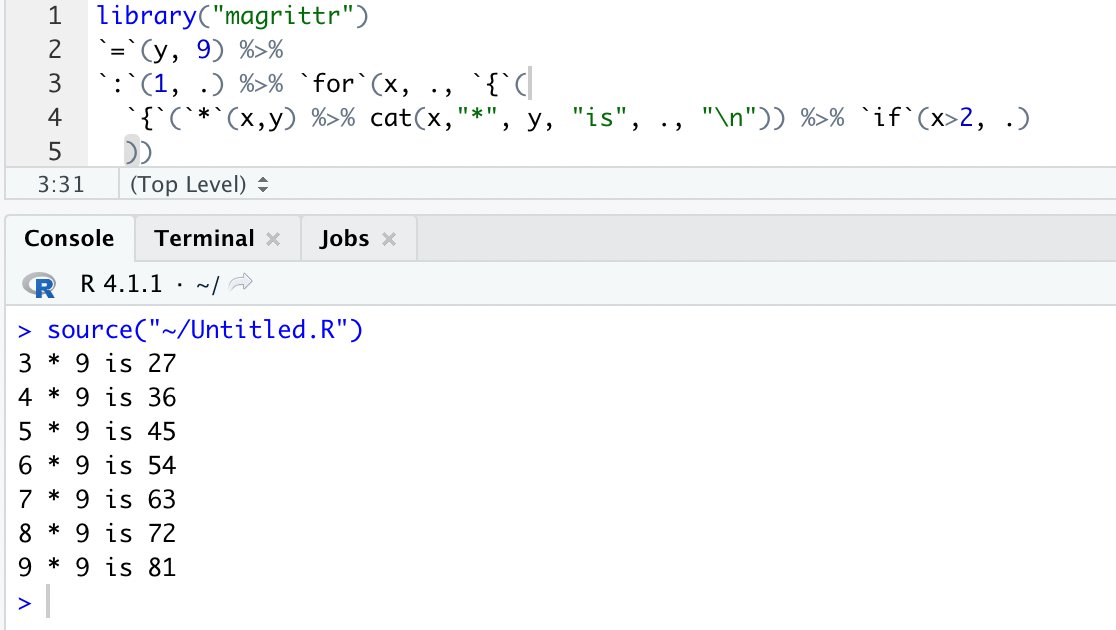 1 library("magrittr")
2 `=`(y, 9) %>%
3 `:`(1, .) %>% `for`(x, ., `{`(
4   `{`(`*`(x,y) %>% cat(x,"*", y, "is", ., "\n")) %>% `if`(x>2, .)
5   ))
3:31 (Top Level)
Console Terminal Jobs
R 4.1.1 · ~/
> source("~/Untitled.R")
3 * 9 is 27
4 * 9 is 36
5 * 9 is 45
6 * 9 is 54
7 * 9 is 63
8 * 9 is 72
9 * 9 is 81
>